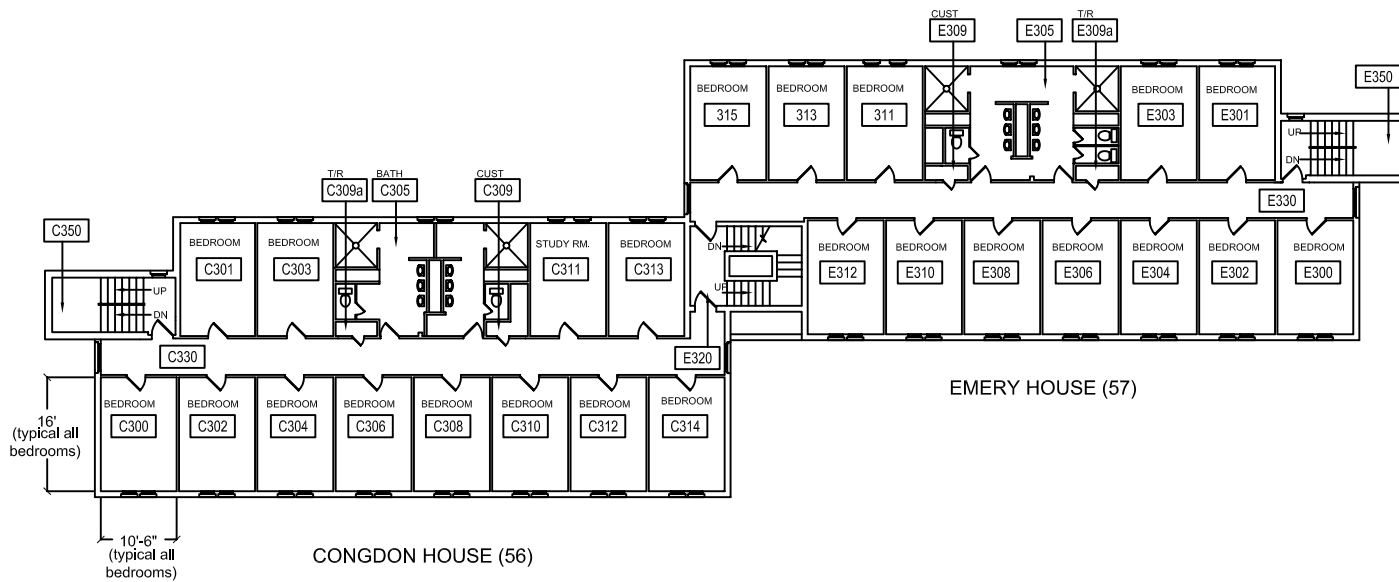 CUST
E309
E305
T/R
E309a
E350
BEDROOM
315
BEDROOM
313
BEDROOM
311
BEDROOM
E303
BEDROOM
E301
UP
DN
E330
T/R
C309a
BATH
C305
CUST
C309
C350
BEDROOM
C301
BEDROOM
C303
STUDY RM.
C311
BEDROOM
C313
DN
UP
BEDROOM
E312
BEDROOM
E310
BEDROOM
E308
BEDROOM
E306
BEDROOM
E304
BEDROOM
E302
BEDROOM
E300
UP
DN
C330
E320
EMERY HOUSE (57)
16'
(typical all
bedrooms)
BEDROOM
C300
BEDROOM
C302
BEDROOM
C304
BEDROOM
C306
BEDROOM
C308
BEDROOM
C310
BEDROOM
C312
BEDROOM
C314
10'-6"
(typical all
bedrooms)
CONGDON HOUSE (56)